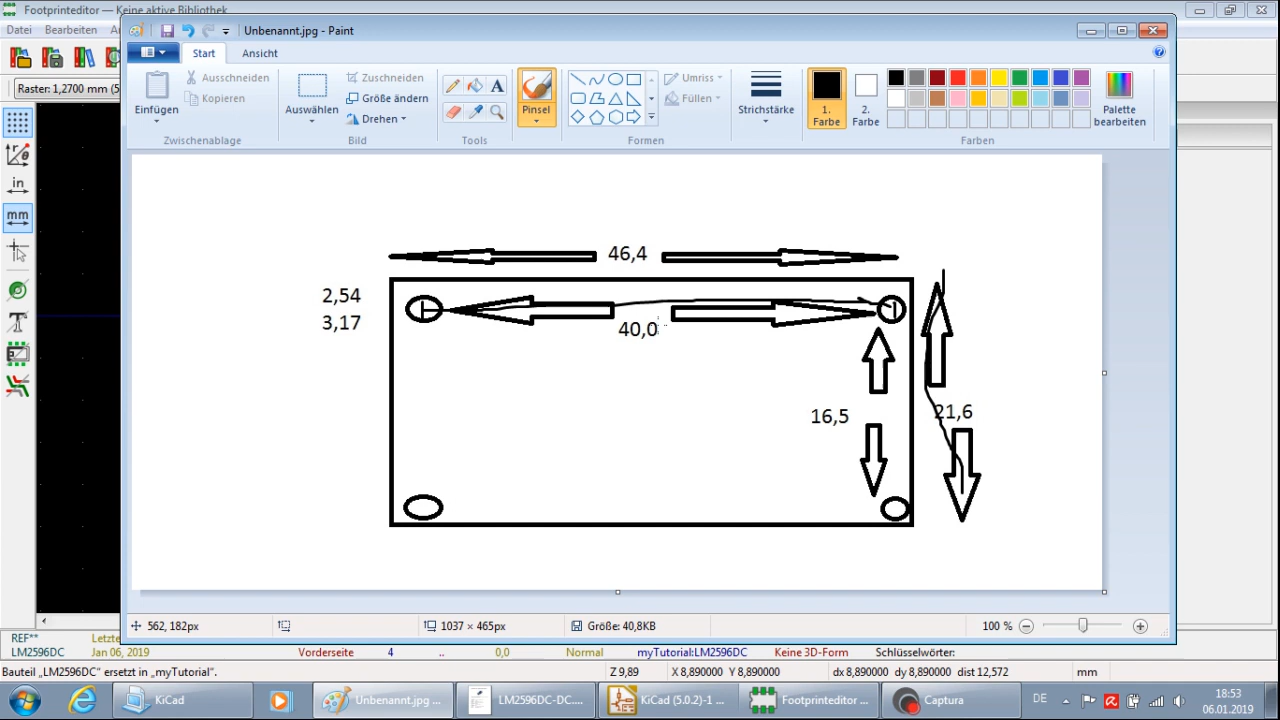 Footprinteditor — Keine aktive Bibliothek
Datei Bearbeiten
Raster: 1,2700 mm (5
Unbenannt.jpg - Paint
Start Ansicht
Einfügen
Ausschneiden
Kopieren
Zwischenablage
Auswählen
Zuschneiden
Größe ändern
Drehen
Bild
A
Tools
Pinsel
Umriss
Füllen
Formen
Strichstärke
1. Farbe
2. Farbe
Palette bearbeiten
Farben
in
mm
46,4
2,54
3,17
40,0
16,5
21,6
562, 182px
1037 × 465px
Größe: 40,8KB
100 %
REF** Letzte
LM2596DC Jan 06, 2019 Vorderseite 4 .. 0,0 Normal myTutorial:LM2596DC Keine 3D-Form Schlüsselwörter:
Bauteil „LM2596DC" ersetzt in „myTutorial". Z 9,89 X 8,890000 Y 8,890000 dx 8,890000 dy 8,890000 dist 12,572 mm
KiCad Unbenannt.jpg ... LM2596DC-DC.... KiCad (5.0.2)-1 ... Footprinteditor ... Captura DE 18:53
06.01.2019